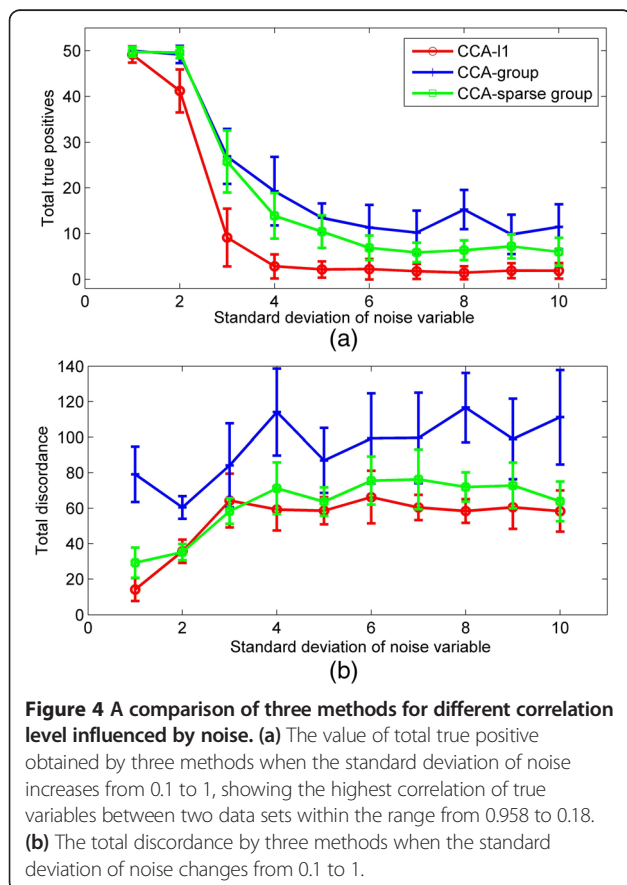 50
40
30
20
10
0
Total true positives
CCA-l1
CCA-group
CCA-sparse group
0 2 4 6 8 10
Standard deviation of noise variable
(a)
140
120
100
80
60
40
20
0
Total discordance
0 2 4 6 8 10
Standard deviation of noise variable
(b)
Figure 4 A comparison of three methods for different correlation
level influenced by noise. (a) The value of total true positive
obtained by three methods when the standard deviation of noise
increases from 0.1 to 1, showing the highest correlation of true
variables between two data sets within the range from 0.958 to 0.18.
(b) The total discordance by three methods when the standard
deviation of noise changes from 0.1 to 1.